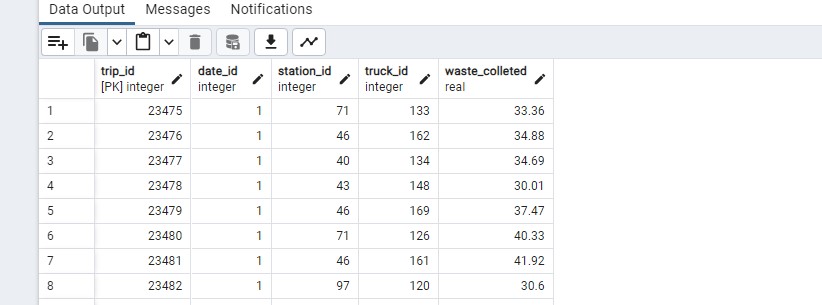 Data Output Messages Notifications
trip_id date_id station_id truck_id waste_colleted
[PK] integer integer integer integer real
1 23475 1 71 133 33.36
2 23476 1 46 162 34.88
3 23477 1 40 134 34.69
4 23478 1 43 148 30.01
5 23479 1 46 169 37.47
6 23480 1 71 126 40.33
7 23481 1 46 161 41.92
8 23482 1 97 120 30.6